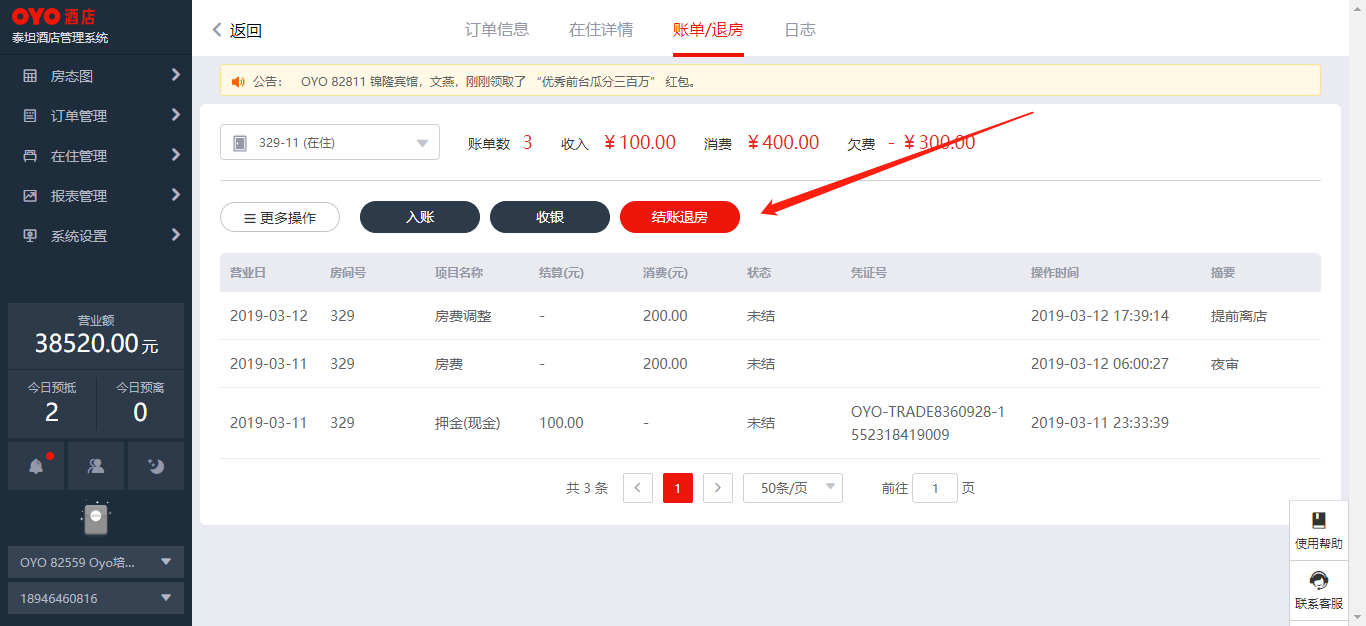 OYO 酒店
泰坦酒店管理系统
房态图
订单管理
在住管理
报表管理
系统设置
营业额
38520.00 元
今日预抵 今日预离
2 0
OYO 82559 Oyo培...
18946460816
返回 订单信息 在住详情 账单/退房 日志
公告： OYO 82811 锦隆宾馆，文燕，刚刚领取了 “优秀前台瓜分三百万” 红包。
329-11 (在住) 账单数 3 收入 ￥100.00 消费 ￥400.00 欠费 - ￥300.00
更多操作 入账 收银 结账退房
营业日 房间号 项目名称 结算(元) 消费(元) 状态 凭证号 操作时间 摘要
2019-03-12 329 房费调整 - 200.00 未结 2019-03-12 17:39:14 提前离店
2019-03-11 329 房费 - 200.00 未结 2019-03-12 06:00:27 夜审
2019-03-11 329 押金(现金) 100.00 - 未结 OYO-TRADE8360928-1 2019-03-11 23:33:39
552318419009
共 3 条 1 50条/页 前往 1 页
使用帮助
联系客服